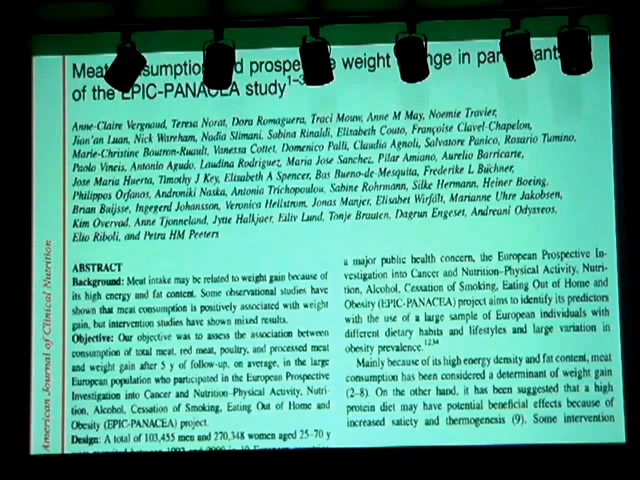 Meat consumption and prospective weight change in participants
of the EPIC-PANACEA study1–3
Anne-Claire Vergnaud, Teresa Norat, Dora Romaguera, Traci Mouw, Anne M May, Noemie Travier,
Jian'an Luan, Nick Wareham, Nadia Slimani, Sabina Rinaldi, Elisabeth Couto, Françoise Clavel-Chapelon,
Marie-Christine Boutron-Ruault, Vanessa Cottet, Domenico Palli, Claudia Agnoli, Salvatore Panico, Rosario Tumino,
Paolo Vineis, Antonio Agudo, Laudina Rodriguez, Maria Jose Sanchez, Pilar Amiano, Aurelio Barricarte,
Jose Maria Huerta, Timothy J Key, Elisabeth A Spencer, Bas Bueno-de-Mesquita, Frederike L Büchner,
Philippos Orfanos, Androniki Naska, Antonia Trichopoulou, Sabine Rohrmann, Silke Hermann, Heiner Boeing,
Brian Buijsse, Ingegerd Johansson, Veronica Hellstrom, Jonas Manjer, Elisabet Wirfält, Marianne Uhre Jakobsen,
Kim Overvad, Anne Tjonneland, Jytte Halkjaer, Eiliv Lund, Tonje Braaten, Dagrun Engeset, Andreani Odysseos,
Elio Riboli, and Petra HM Peeters
American Journal of Clinical Nutrition
ABSTRACT
Background: Meat intake may be related to weight gain because of
its high energy and fat content. Some observational studies have
shown that meat consumption is positively associated with weight
gain, but intervention studies have shown mixed results.
Objective: Our objective was to assess the association between
consumption of total meat, red meat, poultry, and processed meat
and weight gain after 5 y of follow-up, on average, in the large
European population who participated in the European Prospective
Investigation into Cancer and Nutrition–Physical Activity, Nutri-
tion, Alcohol, Cessation of Smoking, Eating Out of Home and
Obesity (EPIC-PANACEA) project.
Design: A total of 103,455 men and 270,348 women aged 25–70 y
a major public health concern, the European Prospective In-
vestigation into Cancer and Nutrition–Physical Activity, Nutri-
tion, Alcohol, Cessation of Smoking, Eating Out of Home and
Obesity (EPIC-PANACEA) project aims to identify its predictors
with the use of a large sample of European individuals with
different dietary habits and lifestyles and large variation in
obesity prevalence.
Mainly because of its high energy density and fat content, meat
consumption has been considered a determinant of weight gain
(2–8). On the other hand, it has been suggested that a high
protein diet may have potential beneficial effects because of
increased satiety and thermogenesis (9). Some intervention